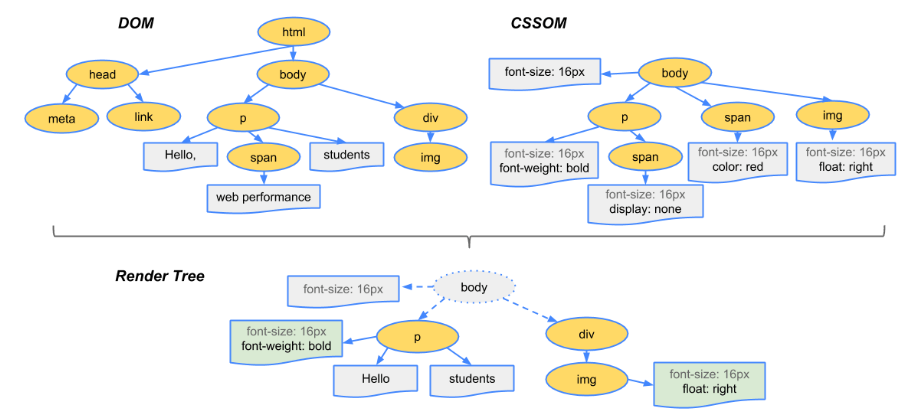 DOM
html
head
body
meta
link
p
div
Hello,
span
students
img
web performance
CSSOM
font-size: 16px
body
p
span
img
font-size: 16px
font-weight: bold
span
font-size: 16px
color: red
font-size: 16px
float: right
font-size: 16px
display: none
Render Tree
font-size: 16px
body
font-size: 16px
font-weight: bold
p
div
Hello
students
img
font-size: 16px
float: right